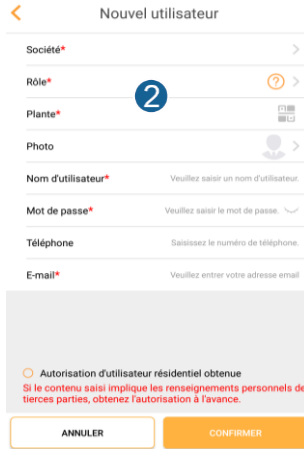 Nouvel utilisateur
Société*
Rôle* ?
2
Plante*
Photo
Nom d'utilisateur* Veuillez saisir un nom d'utilisateur.
Mot de passe* Veuillez saisir le mot de passe.
Téléphone Saisissez le numéro de téléphone.
E-mail* Veuillez entrer votre adresse email
Autorisation d'utilisateur résidentiel obtenue
Si le contenu saisi implique les renseignements personnels de
tierces parties, obtenez l'autorisation à l'avance.
ANNULER CONFIRMER